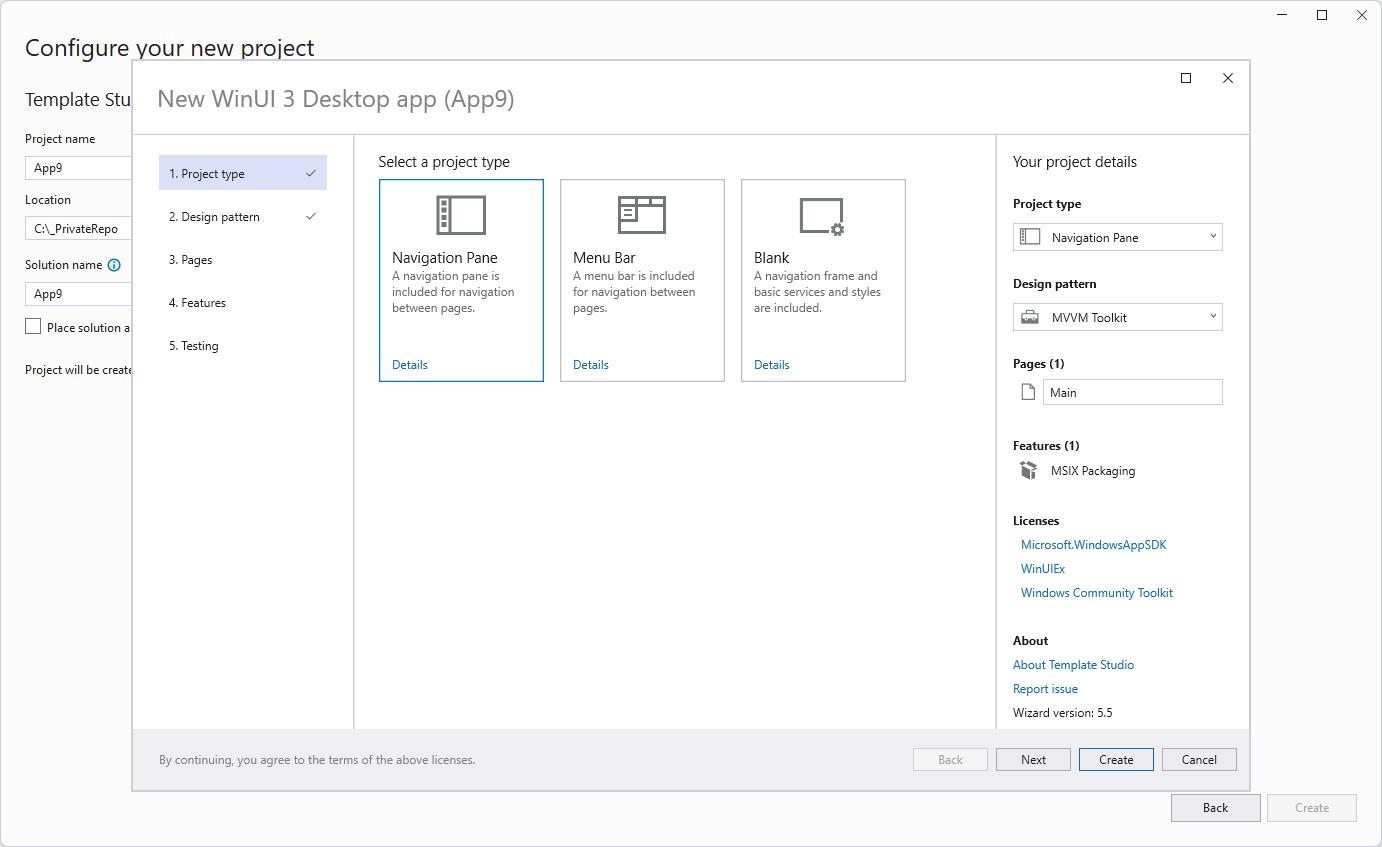 Configure your new project
Template Stu
Project name
App9
Location
C:\_PrivateRepo
Solution name
App9
Place solution a
Project will be create
New WinUI 3 Desktop app (App9)
1. Project type
2. Design pattern
3. Pages
4. Features
5. Testing
Select a project type
Navigation Pane
A navigation pane is
included for navigation
between pages.
Details
Menu Bar
A menu bar is included
for navigation between
pages.
Details
Blank
A navigation frame and
basic services and styles
are included.
Details
Your project details
Project type
Navigation Pane
Design pattern
MVVM Toolkit
Pages (1)
Main
Features (1)
MSIX Packaging
Licenses
Microsoft.WindowsAppSDK
WinUIEx
Windows Community Toolkit
About
About Template Studio
Report issue
Wizard version: 5.5
By continuing, you agree to the terms of the above licenses.
Back
Next
Create
Cancel
Back
Create